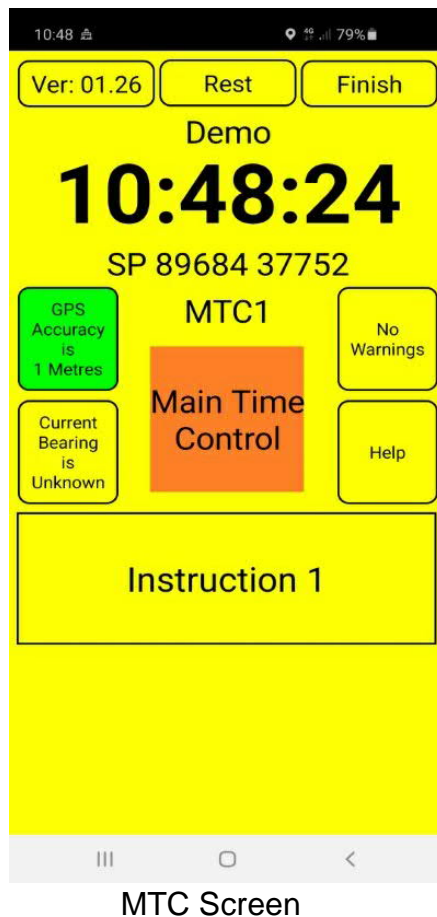 10:48 4G 79%
Ver: 01.26 Rest Finish
Demo
10:48:24
SP 89684 37752
GPS
Accuracy
is
1 Metres
MTC1
No
Warnings
Main Time
Control
Current
Bearing
is
Unknown
Help
Instruction 1
MTC Screen